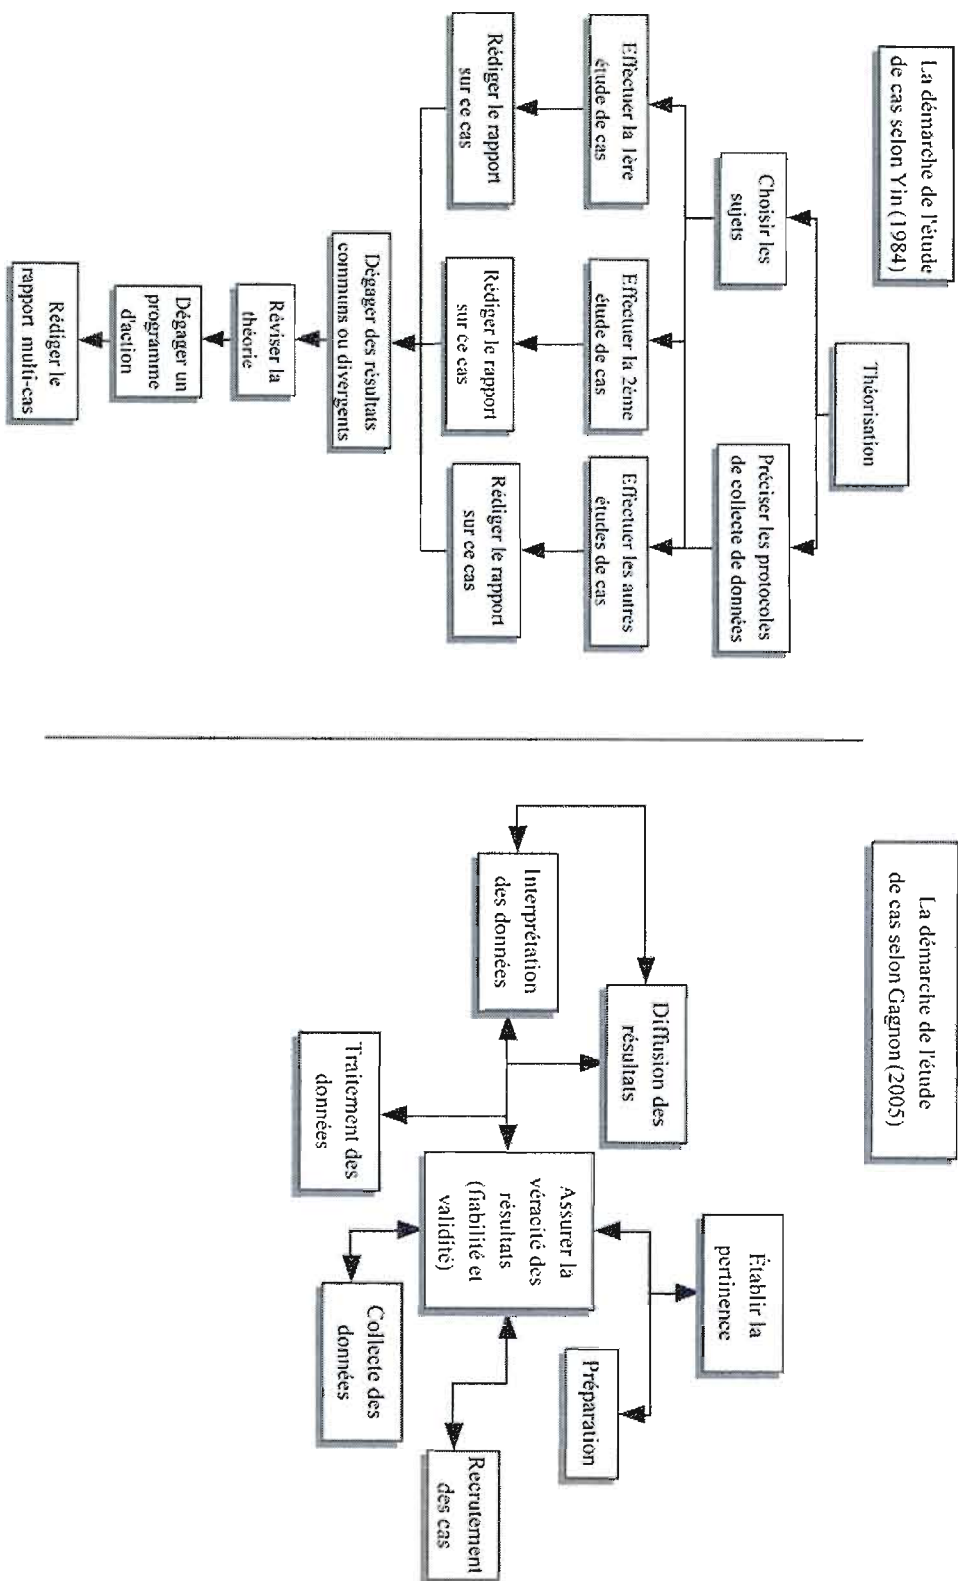 La démarche de l'étude
de cas selon Yin (1984)
Théorisation
Choisir les
sujets
Préciser les protocoles
de collecte de données
Effectuer la 1ère
étude de cas
Effectuer la 2ème
étude de cas
Effectuer les autres
études de cas
Rédiger le rapport
sur ce cas
Rédiger le rapport
sur ce cas
Rédiger le rapport
sur ce cas
Dégager des résultats
communs ou divergents
Réviser la
théorie
Dégager un
programme
d'action
Rédiger le
rapport multi-cas
La démarche de l'étude
de cas selon Gagnon (2005)
Établir la
pertinence
Préparation
Diffusion des
résultats
Interprétation
des données
Assurer la
véracité des
résultats
(fiabilité et
validité)
Recrutement
des cas
Traitement des
données
Collecte des
données